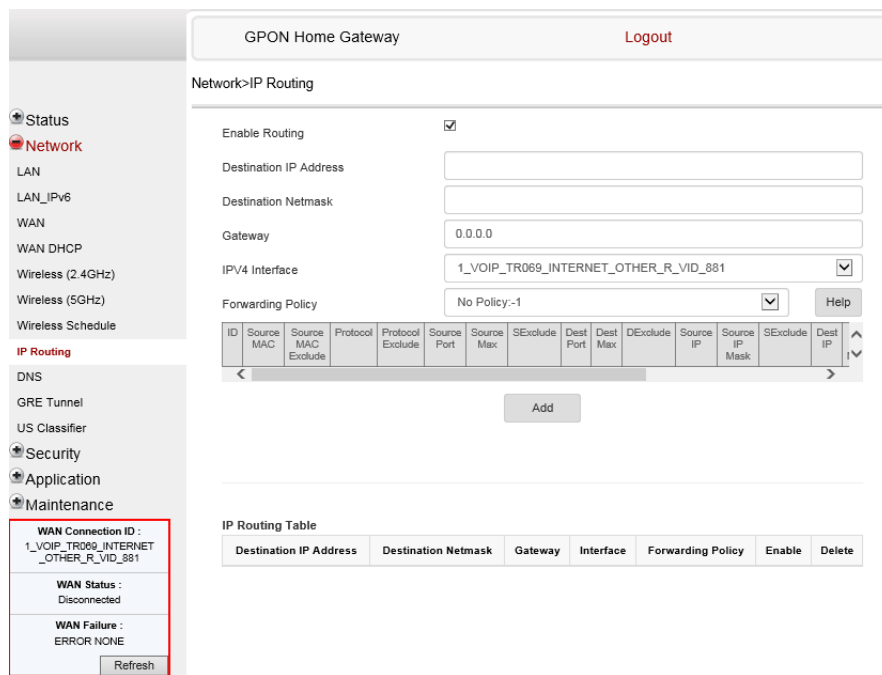 GPON Home Gateway
Logout
Network>IP Routing
Status
Network
LAN
LAN_IPv6
WAN
WAN DHCP
Wireless (2.4GHz)
Wireless (5GHz)
Wireless Schedule
IP Routing
DNS
GRE Tunnel
US Classifier
Security
Application
Maintenance
WAN Connection ID :
1_VOIP_TR069_INTERNET
_OTHER_R_VID_881
WAN Status :
Disconnected
WAN Failure :
ERROR NONE
Refresh
Enable Routing
Destination IP Address
Destination Netmask
Gateway 0.0.0.0
IPV4 Interface 1_VOIP_TR069_INTERNET_OTHER_R_VID_881
Forwarding Policy No Policy:-1 Help
ID Source MAC Source MAC Exclude Protocol Protocol Exclude Source Port Source Max SExclude Dest Port Dest Max DExclude Source IP Source IP Mask SExclude Dest IP
Add
IP Routing Table
Destination IP Address Destination Netmask Gateway Interface Forwarding Policy Enable Delete